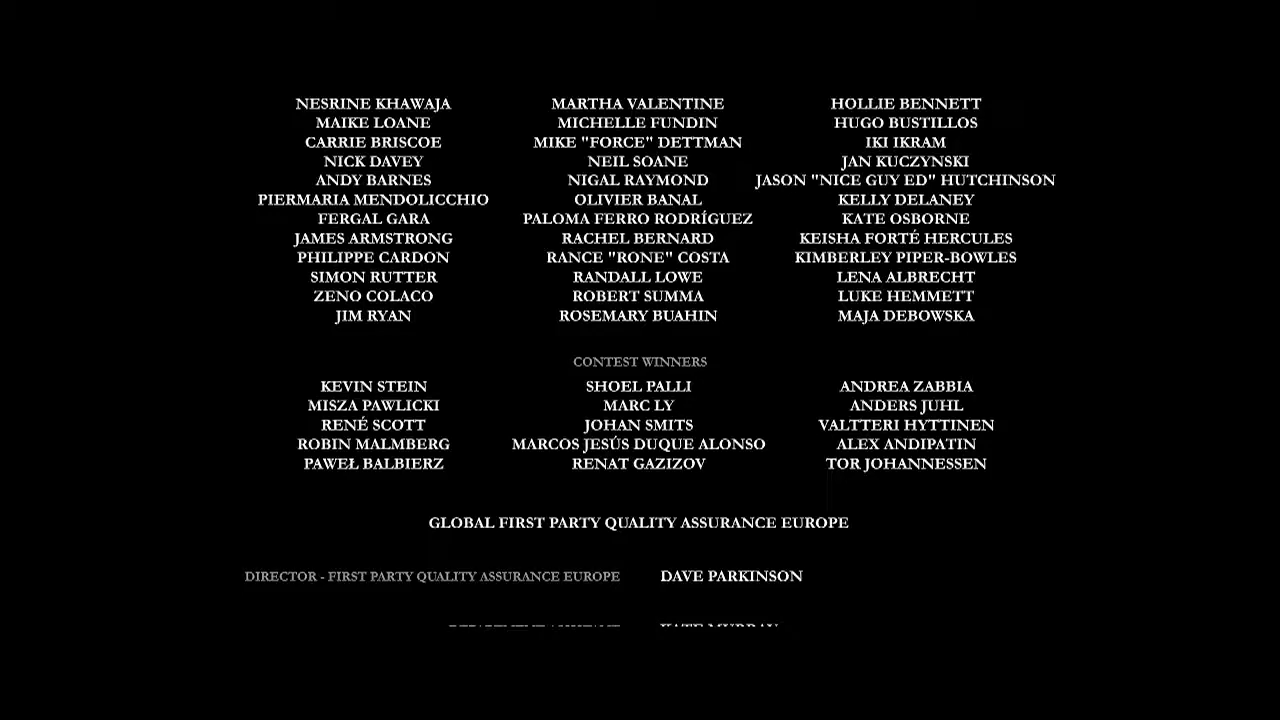 NESRINE KHAWAJA MARTHA VALENTINE HOLLIE BENNETT
MAIKE LOANE MICHELLE FUNDIN HUGO BUSTILLOS
CARRIE BRISCOE MIKE "FORCE" DETTMAN IKI IKRAM
NICK DAVEY NEIL SOANE JAN KUCZYNSKI
ANDY BARNES NIGAL RAYMOND JASON "NICE GUY ED" HUTCHINSON
PIERMARIA MENDOLICCHIO OLIVIER BANAL KELLY DELANEY
FERGAL GARA PALOMA FERRO RODRÍGUEZ KATE OSBORNE
JAMES ARMSTRONG RACHEL BERNARD KEISHA FORTÉ HERCULES
PHILIPPE CARDON RANCE "RONE" COSTA KIMBERLEY PIPER-BOWLES
SIMON RUTTER RANDALL LOWE LENA ALBRECHT
ZENO COLACO ROBERT SUMMA LUKE HEMMETT
JIM RYAN ROSEMARY BUAHIN MAJA DEBOWSKA
CONTEST WINNERS
KEVIN STEIN SHOEL PALLI ANDREA ZABBIA
MISZA PAWLICKI MARC LY ANDERS JUHL
RENÉ SCOTT JOHAN SMITS VALTTERI HYTTINEN
ROBIN MALMBERG MARCOS JESÚS DUQUE ALONSO ALEX ANDIPATIN
PAWEŁ BALBIERZ RENAT GAZIZOV TOR JOHANNESSEN
GLOBAL FIRST PARTY QUALITY ASSURANCE EUROPE
DIRECTOR - FIRST PARTY QUALITY ASSURANCE EUROPE DAVE PARKINSON